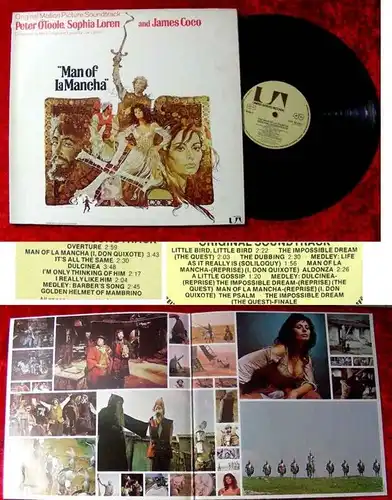 Original Motion Picture Soundtrack
Peter O'Toole, Sophia Loren and James Coco
"Man of
LaMancha"
UA
OVERTURE 2:59
MAN OF LA MANCHA (I, DON QUIXOTE) 3:43
IT'S ALL THE SAME 2:30
DULCINEA 3:48
I'M ONLY THINKING OF HIM 2:17
I REALLY LIKE HIM 2:04
MEDLEY: BARBER'S SONG 2:45
GOLDEN HELMET OF MAMBRINO
ORIGINAL SOUNDTRACK
LITTLE BIRD, LITTLE BIRD 2:22 THE IMPOSSIBLE DREAM
(THE QUEST) 2:03 THE DUBBING 2:30 MEDLEY: LIFE
AS IT REALLY IS (SOLILOQUY) 1:56 MAN OF LA
MANCHA-(REPRISE) (I, DON QUIXOTE) ALDONZA 2:26
A LITTLE GOSSIP 1:16 MEDLEY: DULCINEA-
(REPRISE) THE IMPOSSIBLE DREAM-(REPRISE) (THE
QUEST) MAN OF LA MANCHA-(REPRISE) (I, DON
QUIXOTE) THE PSALM THE IMPOSSIBLE DREAM
(THE QUEST)-FINALE